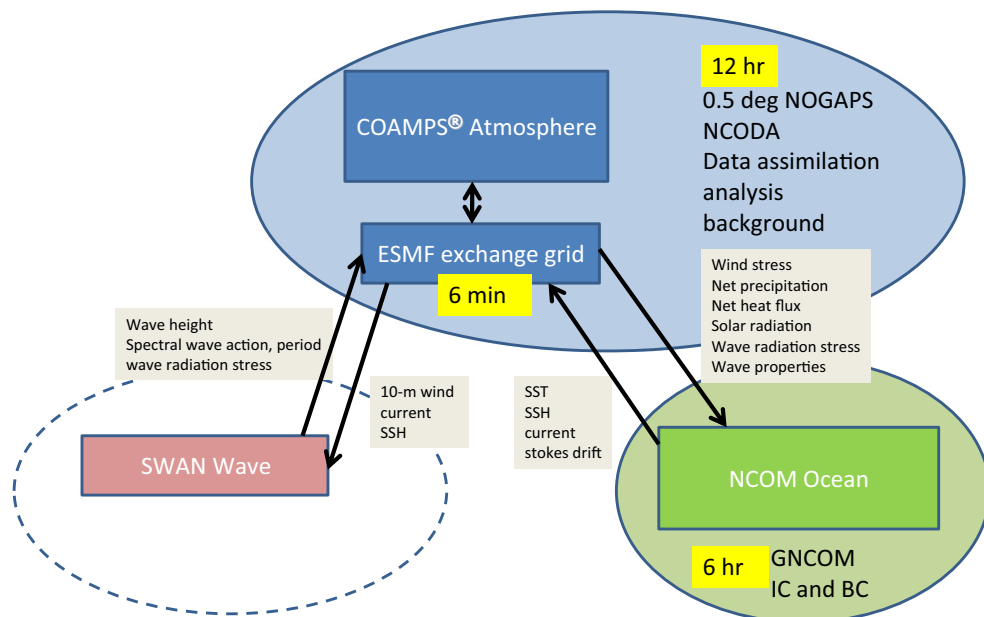 12 hr
0.5 deg NOGAPS
NCODA
Data assimilation
analysis
background
COAMPS® Atmosphere
ESMF exchange grid
6 min
Wind stress
Net precipitation
Net heat flux
Solar radiation
Wave radiation stress
Wave properties
Wave height
Spectral wave action, period
wave radiation stress
10-m wind
current
SSH
SST
SSH
current
stokes drift
SWAN Wave
NCOM Ocean
6 hr
GNCOM
IC and BC